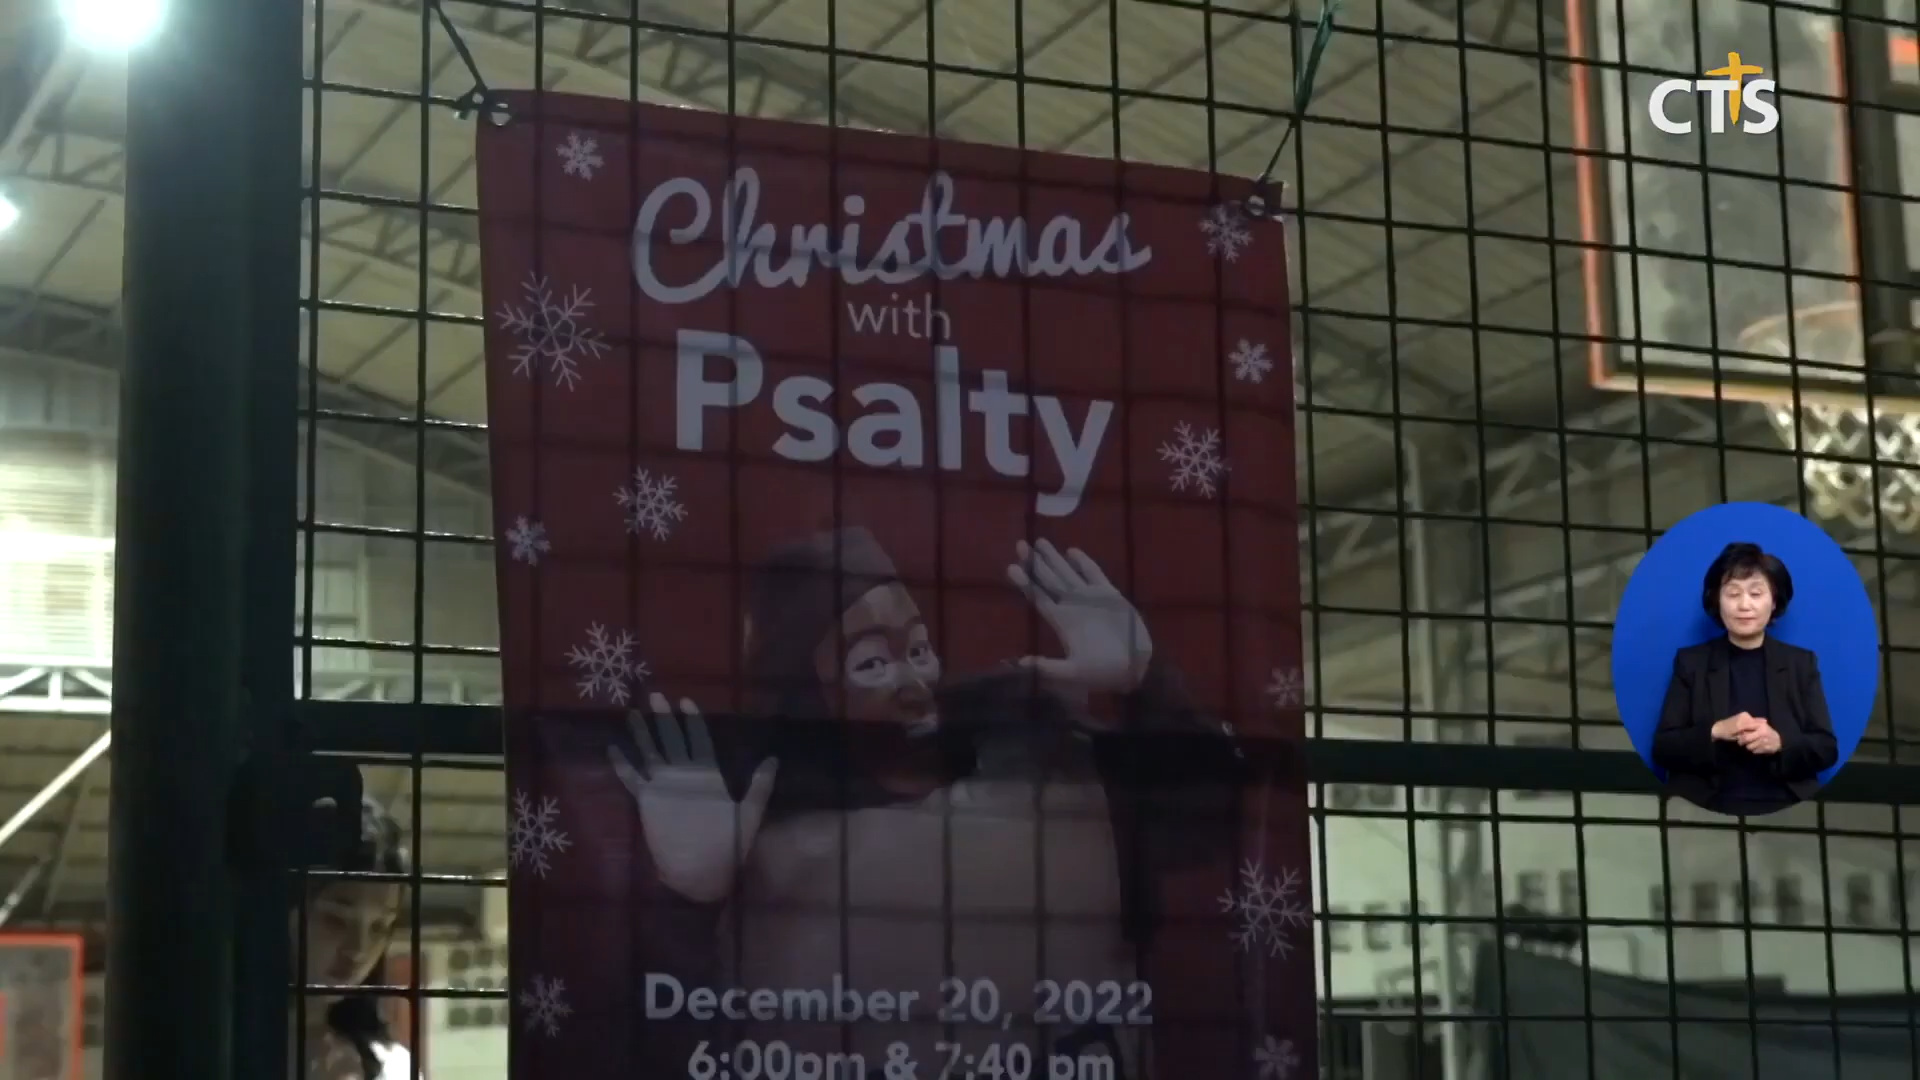 CTS
Christmas
with
Psalty
December 20, 2022
6:00pm & 7:40 pm